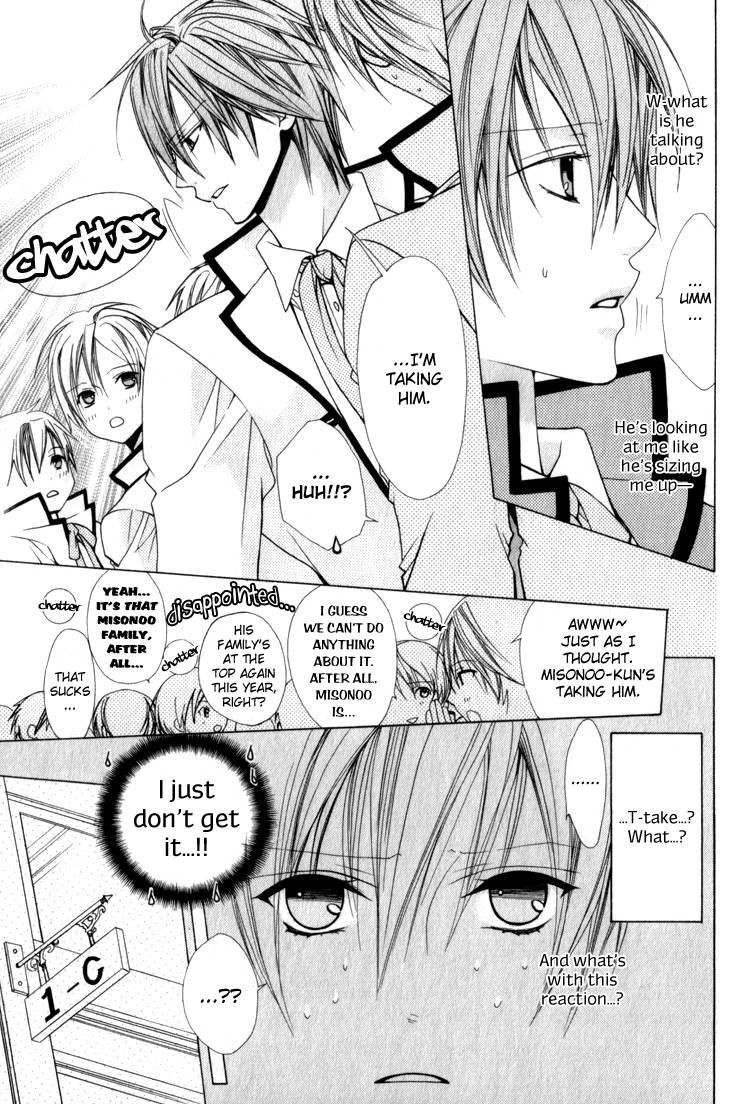 W-what
is he
talking
about?
...
UMM
...
He's looking
at me like
he's sizing
me up—
...I'M
TAKING
HIM.
chatter
...
HUH!!?
AWWW~
JUST AS I
THOUGHT.
MISONOO-KUN'S
TAKING HIM.
chatter
I GUESS
WE CAN'T DO
ANYTHING
ABOUT IT.
AFTER ALL,
MISONOO
IS...
disappointed...
HIS
FAMILY'S
AT THE
TOP AGAIN
THIS YEAR,
RIGHT?
chatter
YEAH...
IT'S THAT
MISONOO
FAMILY,
AFTER
ALL...
chatter
THAT
SUCKS
...
...T-take...?
What...?
......
And what's
with this
reaction...?
I just
don't get
it...!!
...??
1-C